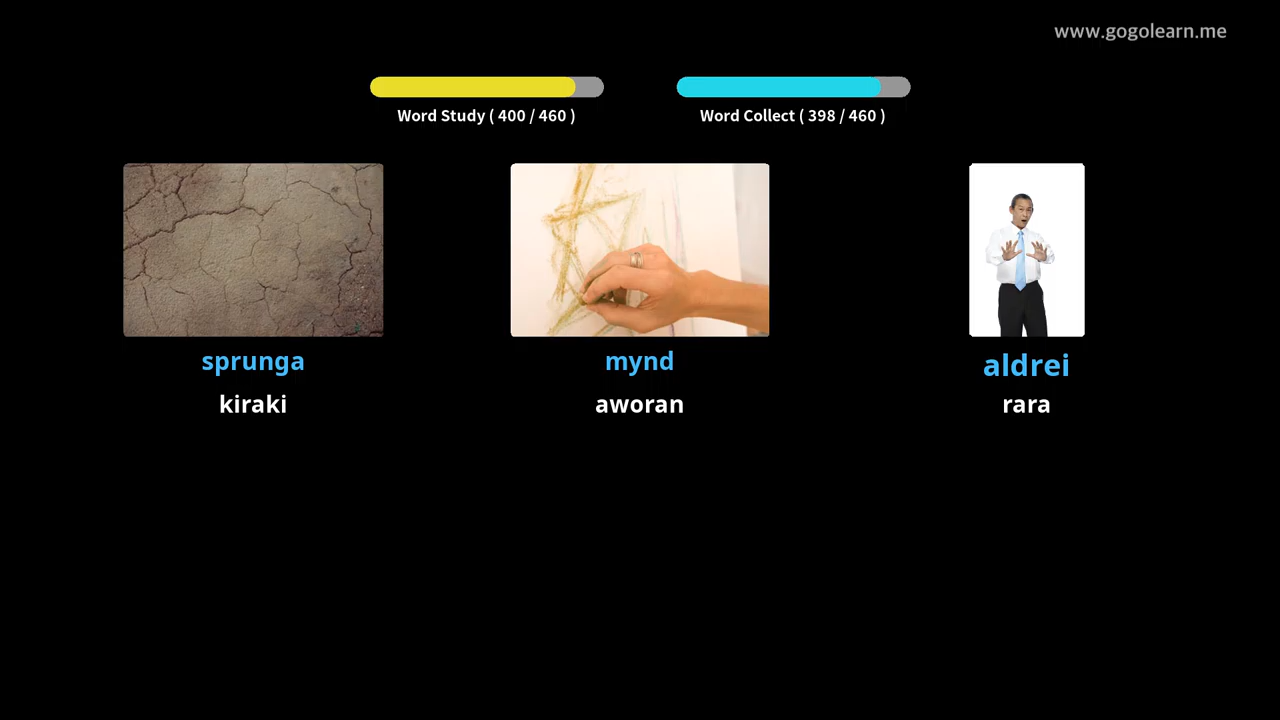 www.gogolearn.me
Word Study ( 400 / 460 )
Word Collect ( 398 / 460 )
sprunga
mynd
aldrei
kiraki
aworan
rara